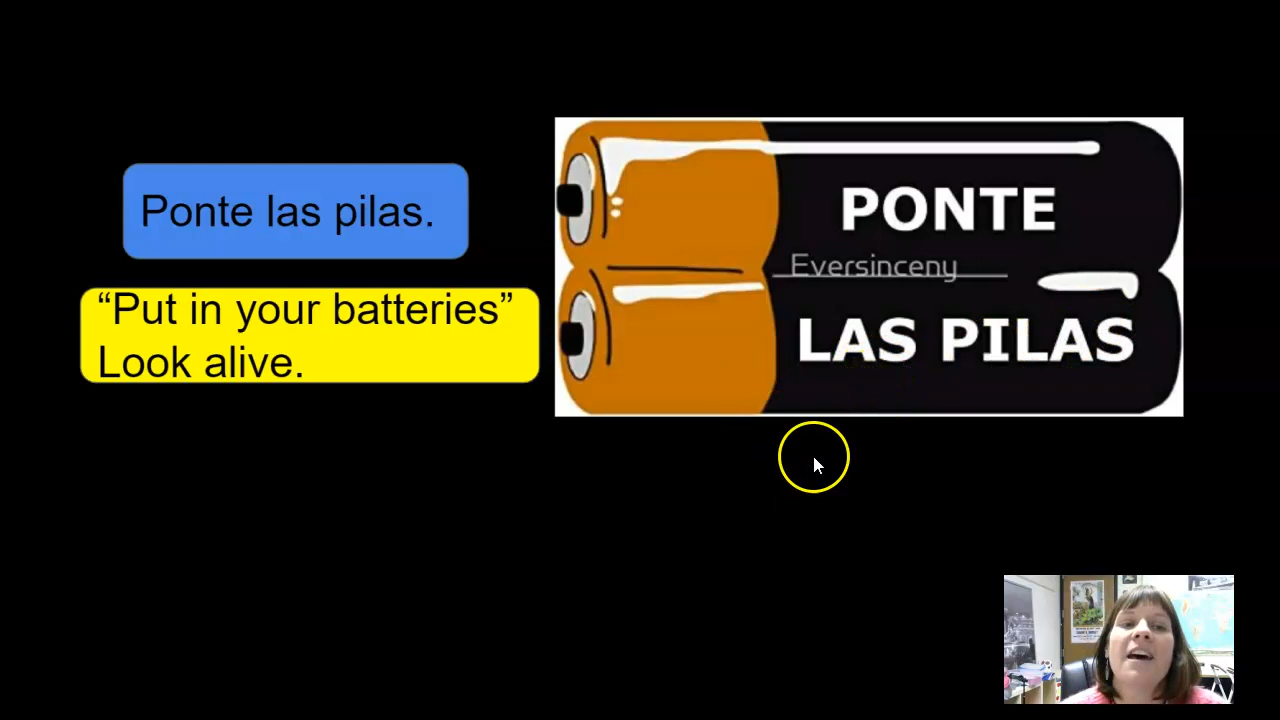 Ponte las pilas.
“Put in your batteries”
Look alive.
PONTE
Eversinceny
LAS PILAS